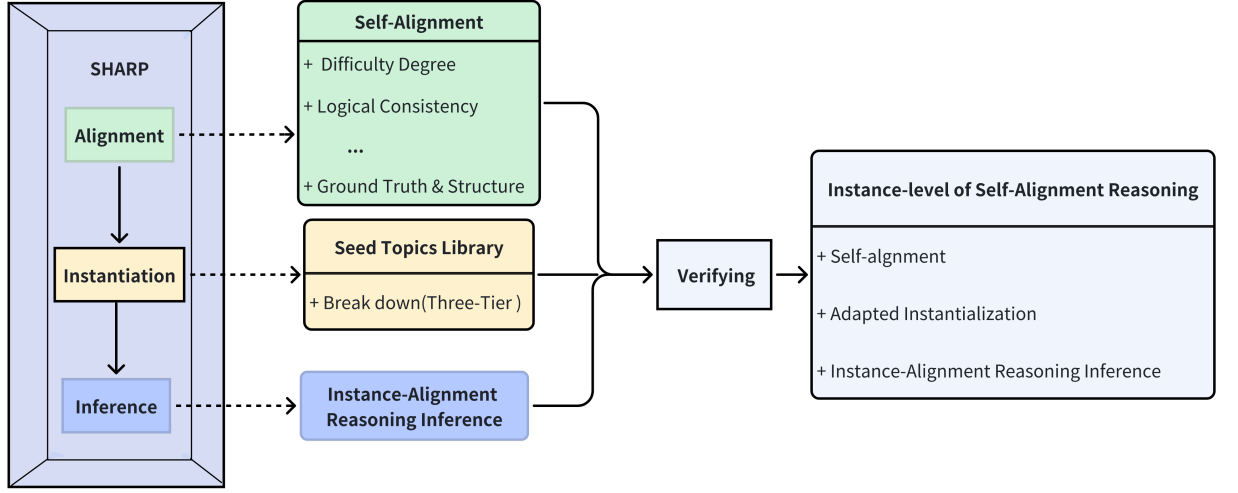 SHARP
Alignment
Instantiation
Inference
Self-Alignment
+ Difficulty Degree
+ Logical Consistency
...
+ Ground Truth & Structure
Seed Topics Library
+ Break down(Three-Tier )
Instance-Alignment
Reasoning Inference
Verifying
Instance-level of Self-Alignment Reasoning
+ Self-algnment
+ Adapted Instantialization
+ Instance-Alignment Reasoning Inference